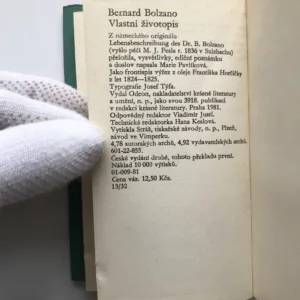 Bernard Bolzano
Vlastní životopis
Z německého originálu
Lebensbeschreibung des Dr. B. Bolzano
(vyšlo péčí M. J. Fesla r. 1836 v Sulzbachu)
přeložila, vysvětlivky, ediční poznámku
a doslov napsala Marie Pavlíková.
Jako frontispis výřez z oleje Františka Horčičky
z let 1824—1825.
Typografie Josef Týfa.
Vydal Odeon, nakladatelství krásné literatury
a umění, n. p., jako svou 3918. publikaci
v redakci krásné literatury. Praha 1981.
Odpovědný redaktor Vladimír Justl.
Technická redaktorka Hana Keslová.
Vytiskla Stráž, tiskařské závody, n. p., Plzeň,
závod ve Vimperku.
4,78 autorských archů, 4,92 vydavatelských archů.
601-22-855.
České vydání druhé, tohoto překladu první.
Náklad 10 000 výtisků.
01-009-81
Cena váz. 12,50 Kčs.
13/32